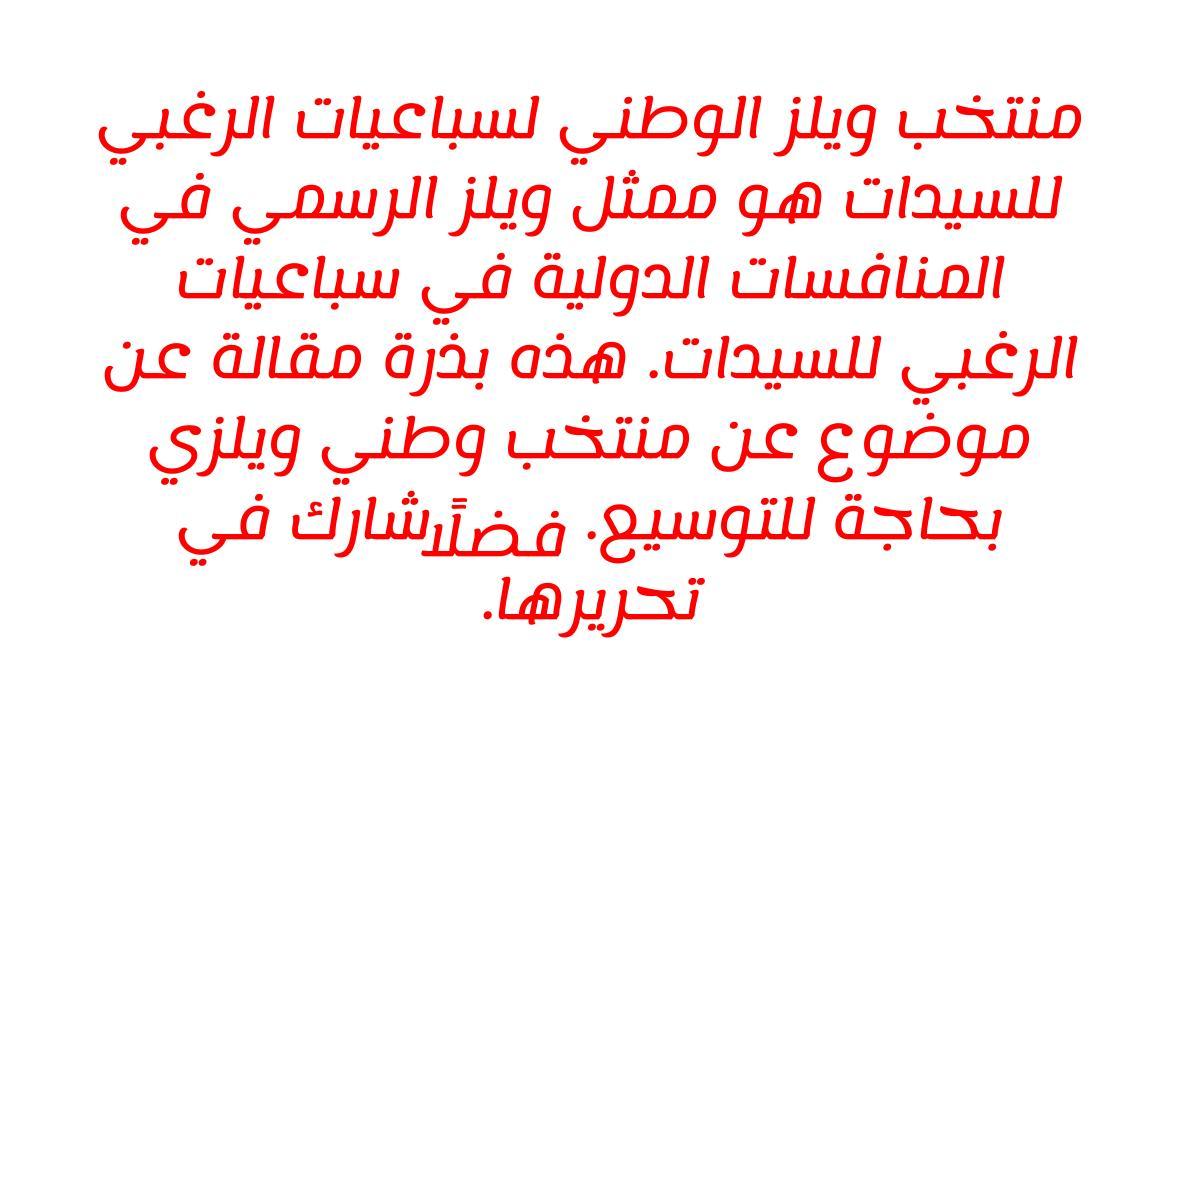 منتخب ويلز الوطني لسباعيات الرغبي
للسيدات هو ممثل ويلز الرسمي في
المنافسات الدولية في سباعيات
الرغبي للسيدات. هذه بذرة مقالة عن
موضوع عن منتخب وطني ويلزي
بحاجة للتوسيع. فضلًا شارك في
تحريرها.